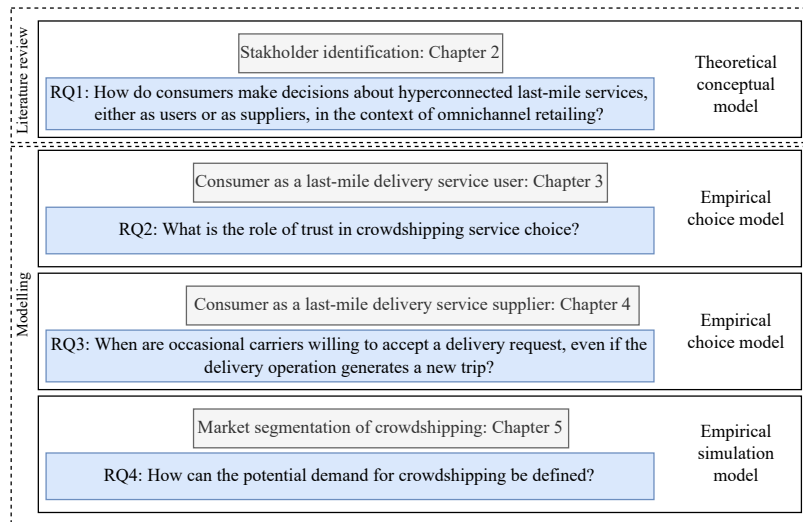 Literature review
Stakholder identification: Chapter 2
RQ1: How do consumers make decisions about hyperconnected last-mile services,
either as users or as suppliers, in the context of omnichannel retailing?
Theoretical
conceptual
model
Modelling
Consumer as a last-mile delivery service user: Chapter 3
RQ2: What is the role of trust in crowdshipping service choice?
Empirical
choice model
Consumer as a last-mile delivery service supplier: Chapter 4
RQ3: When are occasional carriers willing to accept a delivery request, even if the
delivery operation generates a new trip?
Empirical
choice model
Market segmentation of crowdshipping: Chapter 5
RQ4: How can the potential demand for crowdshipping be defined?
Empirical
simulation
model